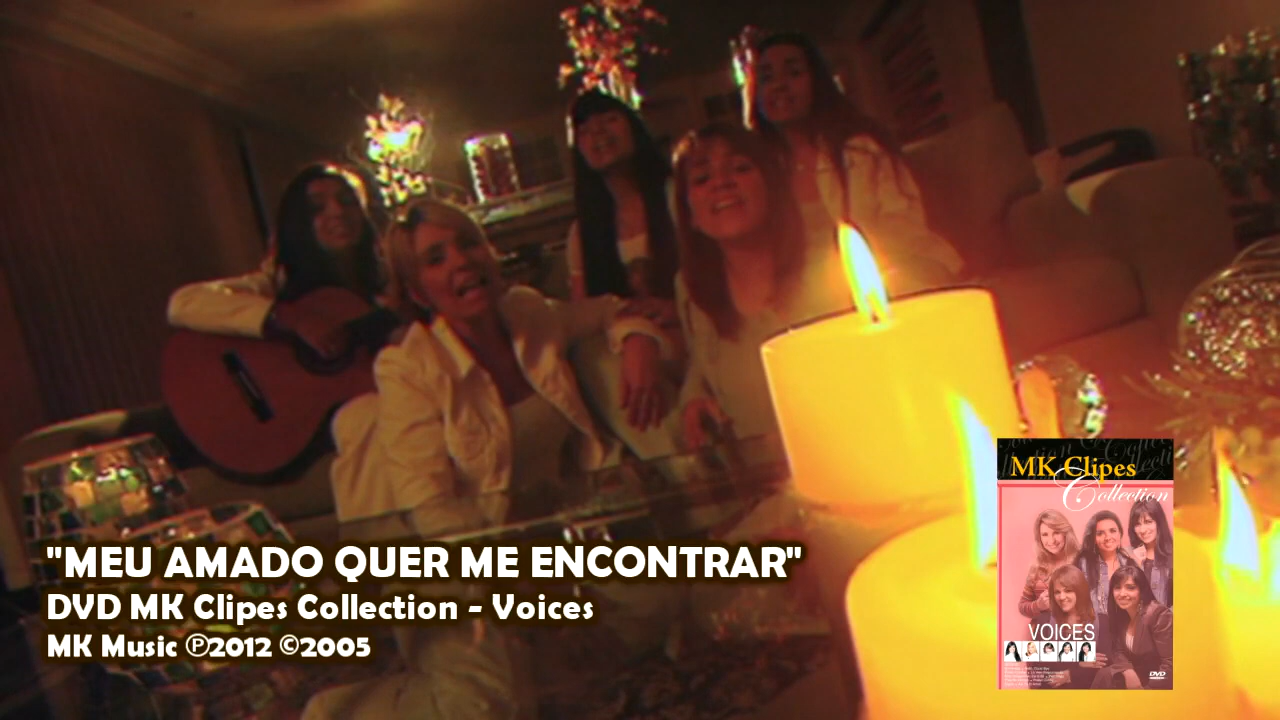 "MEU AMADO QUER ME ENCONTRAR"
DVD MK Clipes Collection - Voices
MK Music ℗2012 ©2005
MK Clipes
Collection
VOICES
DVD